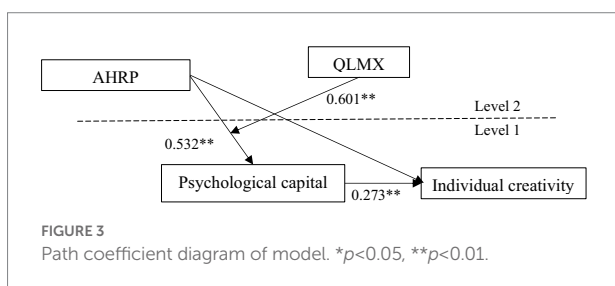 QLMX
AHRP
0.601**
Level 2
Level 1
0.532**
Psychological capital
0.273**
Individual creativity
FIGURE 3
Path coefficient diagram of model. *p<0.05, **p<0.01.